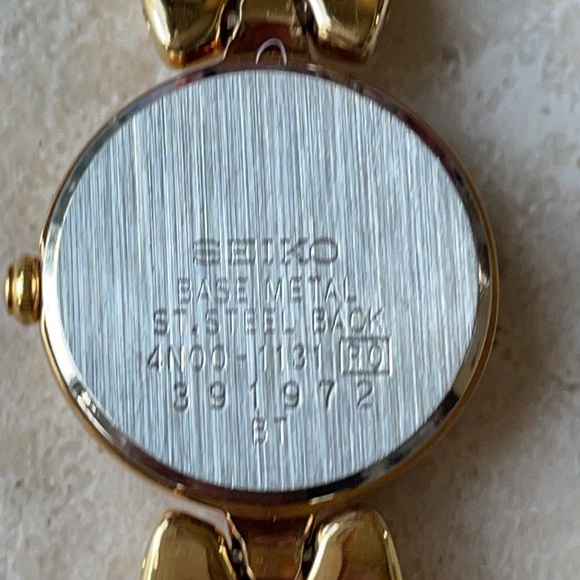 SEIKO
BASE METAL
ST.STEEL BACK
4N00-1131 R0
391972
BT